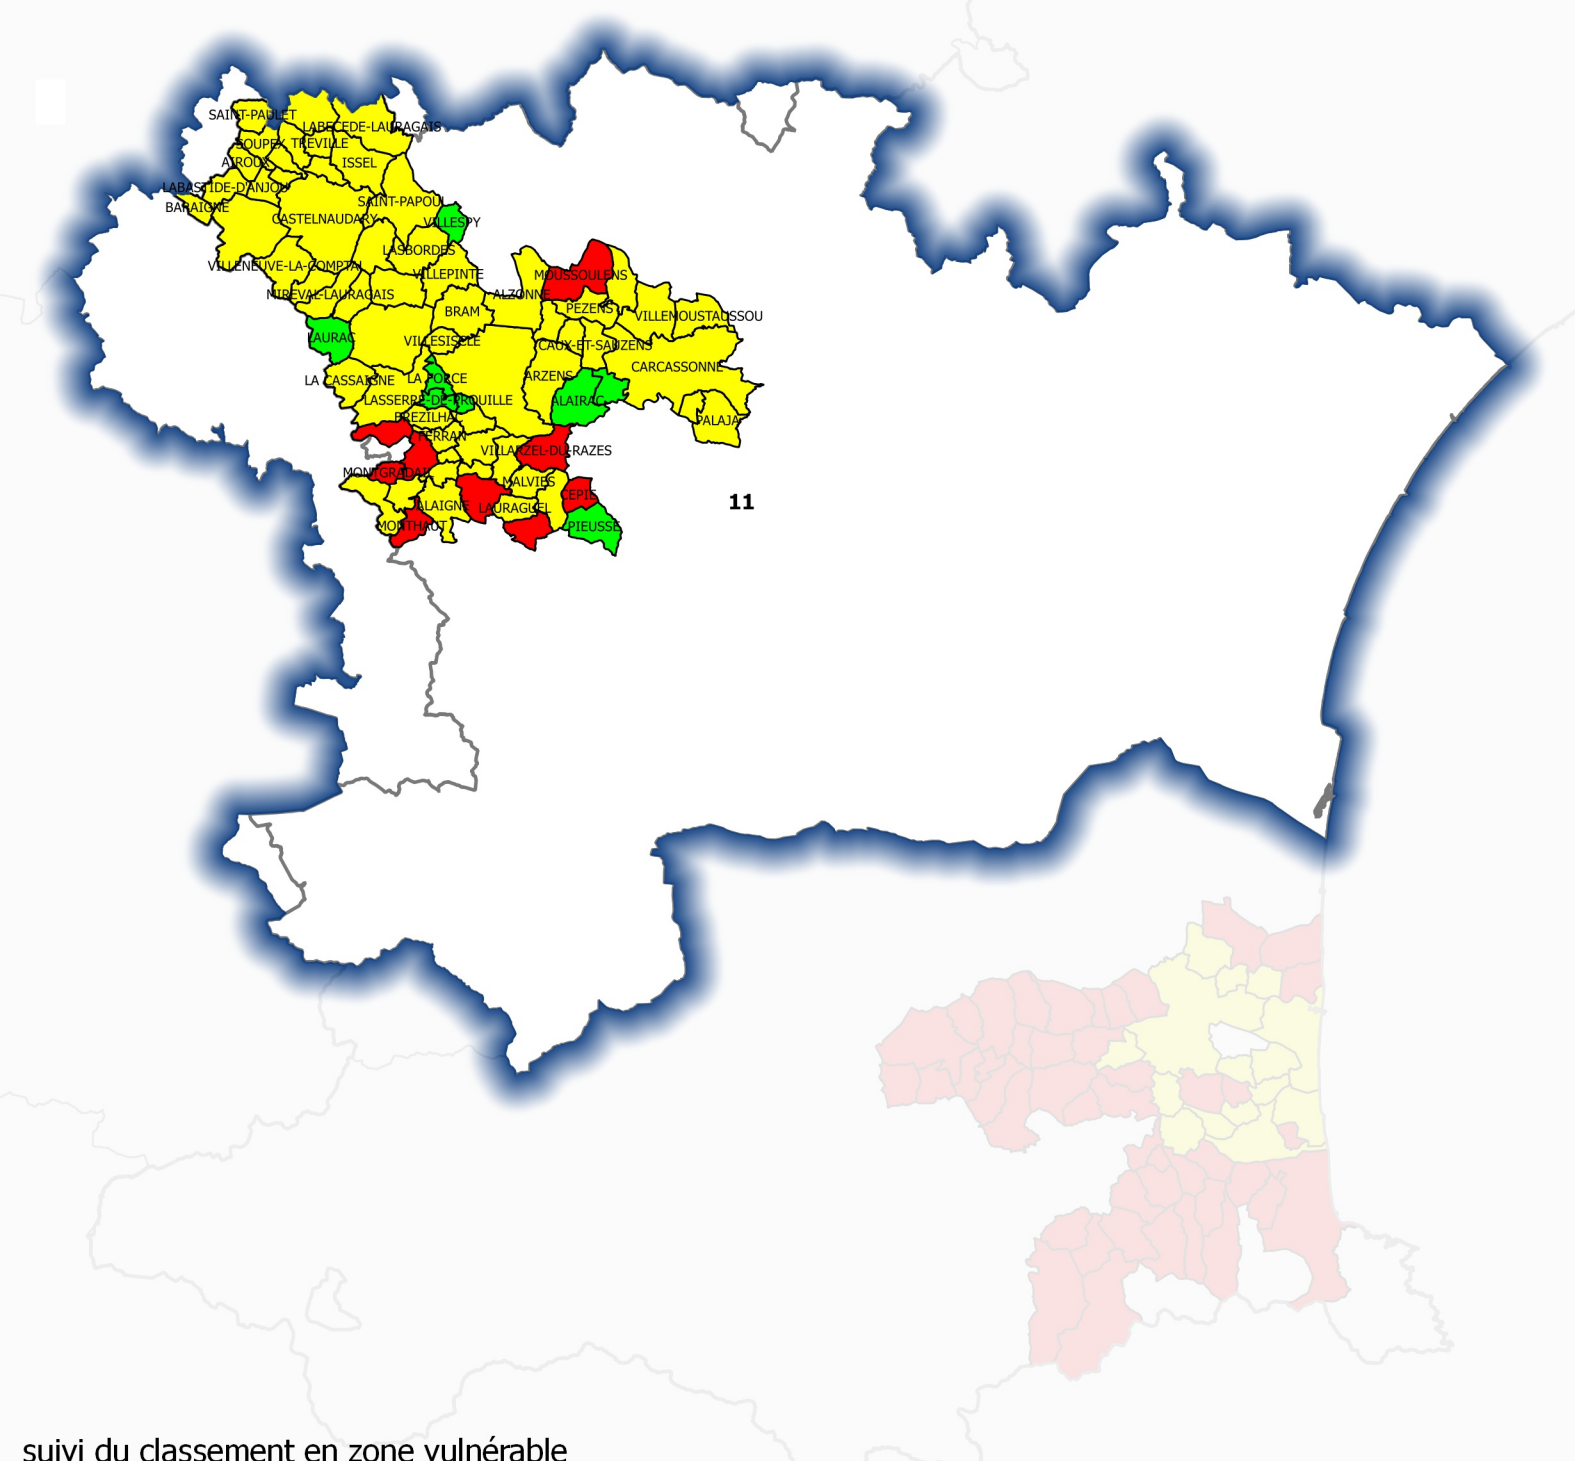 SAINT-PAULET
LABECEDE-LAURAGAIS
SOUPEX
TREVILLE
AIROUX
ISSEL
LABASTIDE-D'ANJOU
BARAIGNE
SAINT-PAPOUL
CASTELNAUDARY
VILLESPY
LASBORDES
VILLENEUVE-LA-COMPTAL
VILLEPINTE
MOUSSOULENS
MIREVAL-LAURAGAIS
ALZONNE
BRAM
PEZENS
VILLEMOUSTAUSSOU
LAURAC
VILLESISCLE
CAUX-ET-SAUZENS
CARCASSONNE
LA CASSAIGNE
LA FORCE
ARZENS
LASSERRE-DE-PROUILLE
ALAIRAC
BREZILHAC
PALAJA
FERRAN
VILLARZEL-DU-RAZES
MONTGRADAIL
MALVIES
CEPIE
ALAIGNE
LAURAGUEL
11
MONTHAUT
PIEUSSE
suivi du classement en zone vulnérable